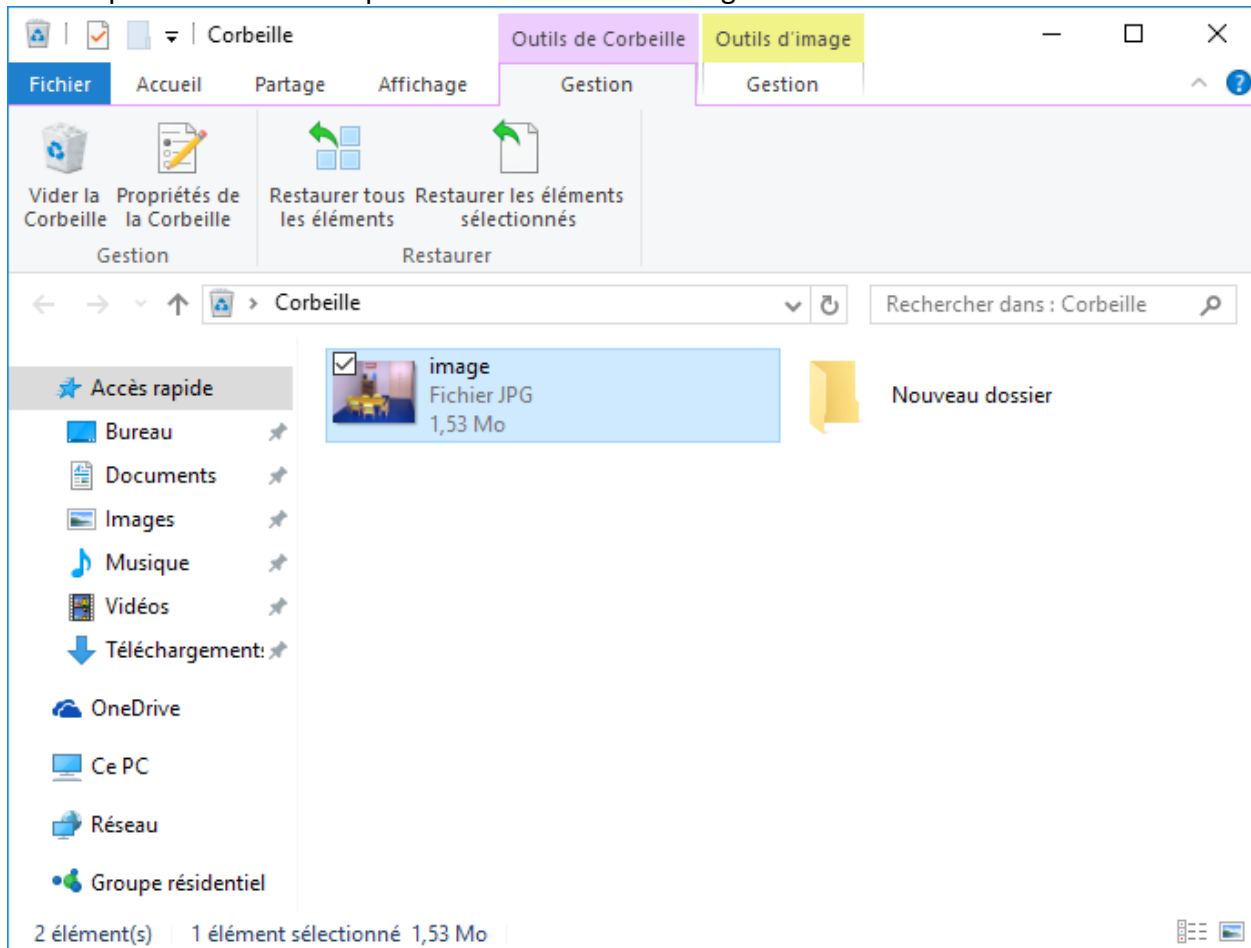 Corbeille
Outils de Corbeille
Outils d'image
Fichier
Accueil
Partage
Affichage
Gestion
Gestion
Vider la
Corbeille
Propriétés de
la Corbeille
Restaurer tous
les éléments
Restaurer les éléments
sélectionnés
Gestion
Restaurer
Corbeille
Rechercher dans : Corbeille
Accès rapide
Bureau
Documents
Images
Musique
Vidéos
Téléchargement
OneDrive
Ce PC
Réseau
Groupe résidentiel
image
Fichier JPG
1,53 Mo
Nouveau dossier
2 élément(s)
1 élément sélectionné 1,53 Mo